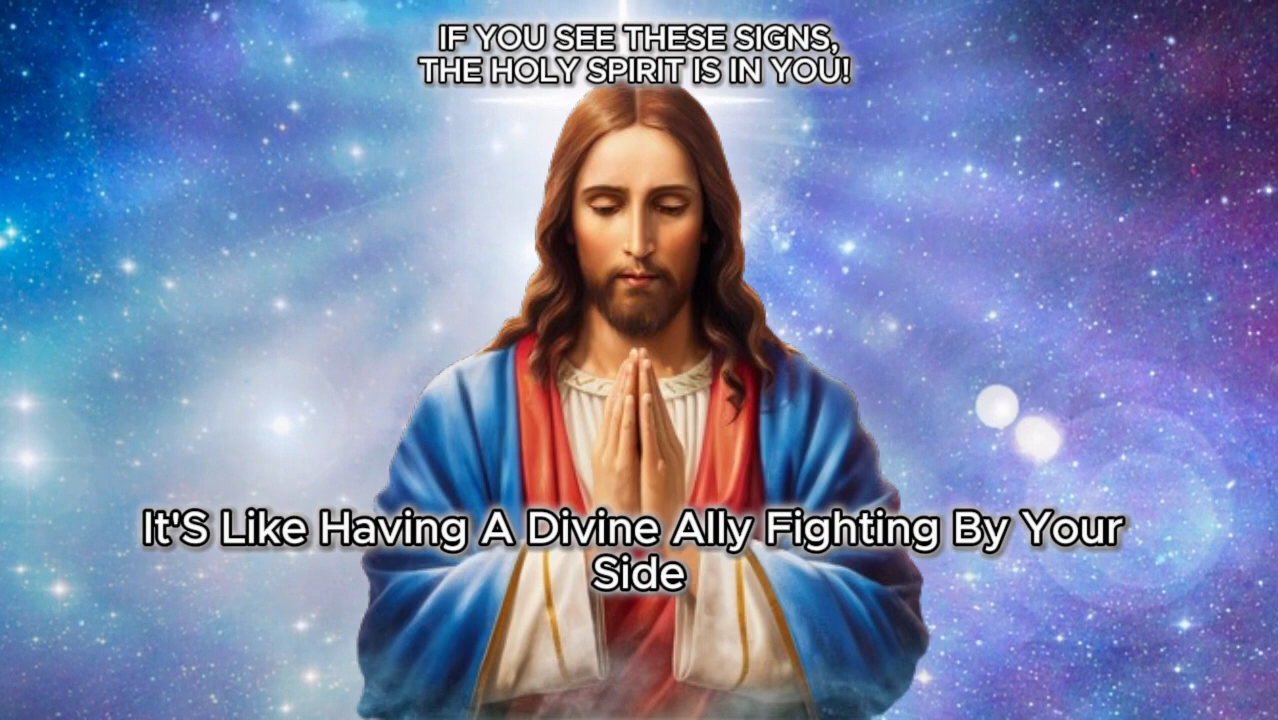 IF YOU SEE THESE SIGNS,
THE HOLY SPIRIT IS IN YOU!
It'S Like Having A Divine Ally Fighting By Your
Side